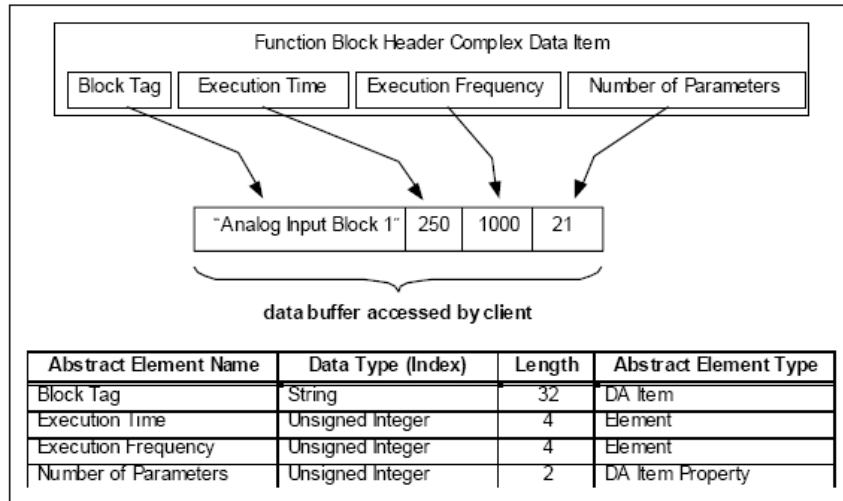 Function Block Header Complex Data Item
Block Tag Execution Time Execution Frequency Number of Parameters
"Analog Input Block 1" 250 1000 21
data buffer accessed by client
Abstract Element Name Data Type (Index) Length Abstract Element Type
Block Tag String 32 DA Item
Execution Time Unsigned Integer 4 Element
Execution Frequency Unsigned Integer 4 Element
Number of Parameters Unsigned Integer 2 DA Item Property